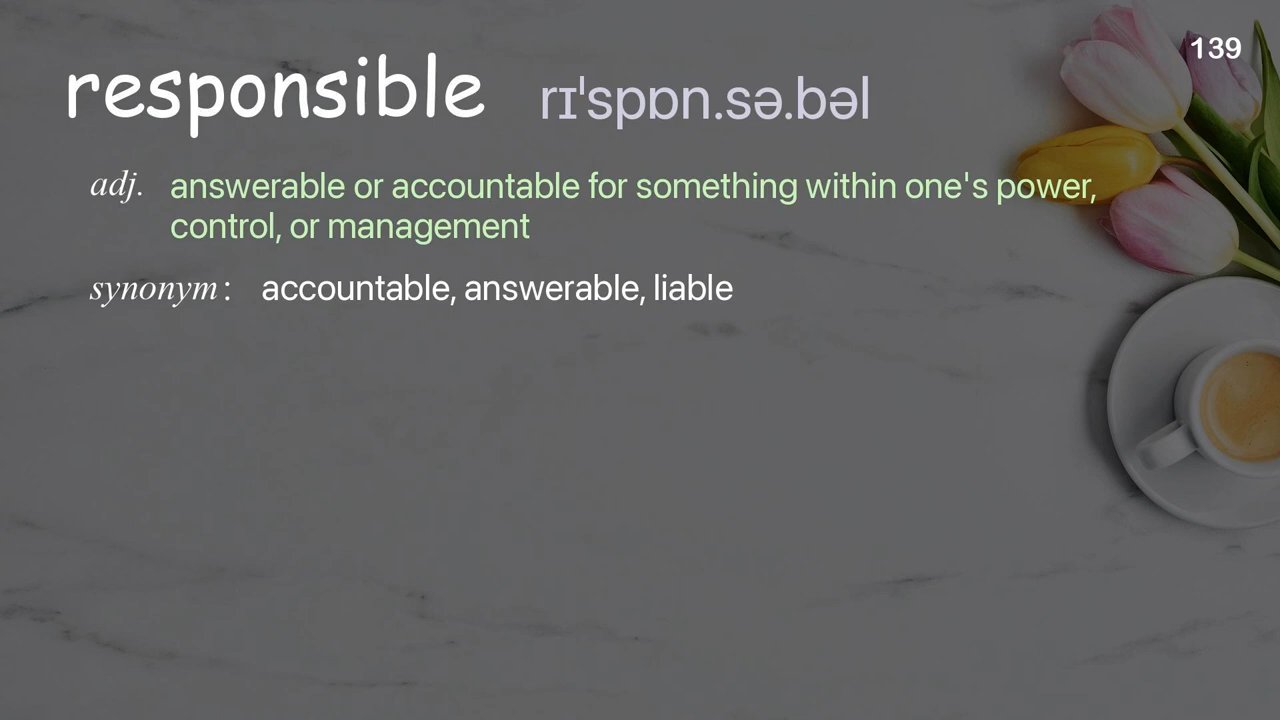 139
responsible rɪˈspɒn.sə.bəl
adj. answerable or accountable for something within one's power,
control, or management
synonym : accountable, answerable, liable